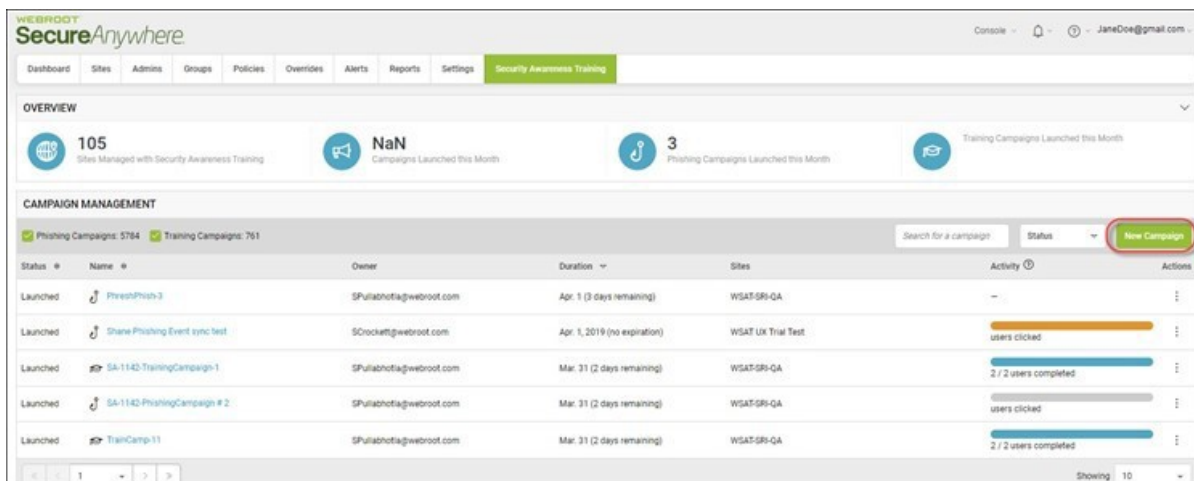 WEBROOT
SecureAnywhere
Console
JaneDoe@gmail.com
Dashboard Sites Admins Groups Policies Overrides Alerts Reports Settings Security Awareness Training
OVERVIEW
105
Sites Managed with Security Awareness Training
NaN
Campaigns Launched this Month
3
Phishing Campaigns Launched this Month
Training Campaigns Launched this Month
CAMPAIGN MANAGEMENT
Phishing Campaigns: 5784 Training Campaigns: 761 Search for a campaign Status New Campaign
Status Name Owner Duration Sites Activity Actions
Launched PhreshPhish-3 SPullabhotla@webroot.com Apr. 1 (3 days remaining) WSAT-SRI-QA –
Launched Shane Phishing Event sync test SCrockett@webroot.com Apr. 1, 2019 (no expiration) WSAT UX Trial Test users clicked
Launched SA-1142-TrainingCampaign-1 SPullabhotla@webroot.com Mar. 31 (2 days remaining) WSAT-SRI-QA 2 / 2 users completed
Launched SA-1142-PhishingCampaign # 2 SPullabhotla@webroot.com Mar. 31 (2 days remaining) WSAT-SRI-QA users clicked
Launched TrainCamp-11 SPullabhotla@webroot.com Mar. 31 (2 days remaining) WSAT-SRI-QA 2 / 2 users completed
1 Showing 10